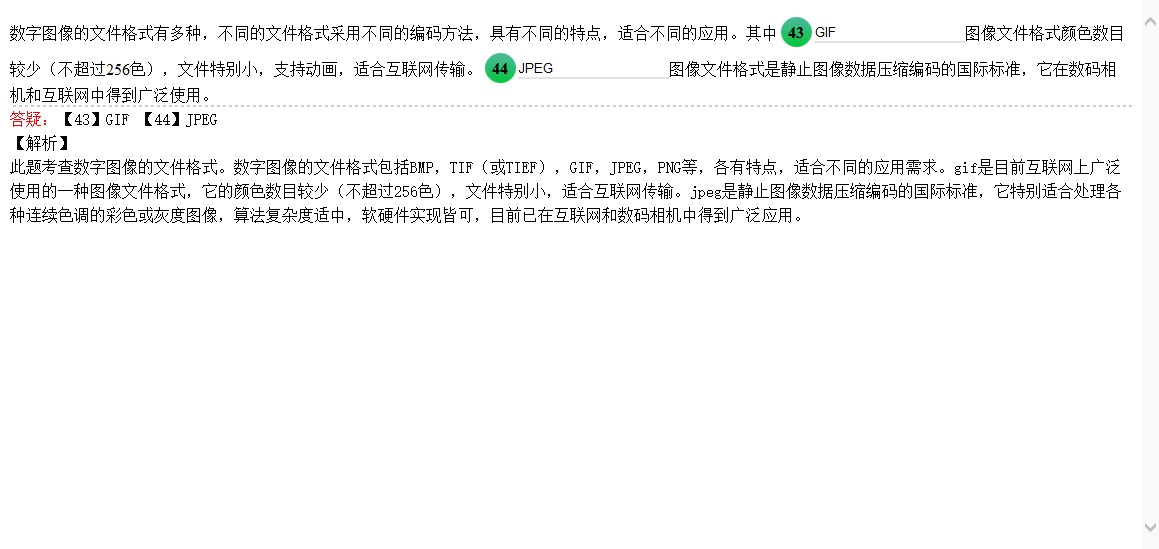 数字图像的文件格式有多种，不同的文件格式采用不同的编码方法，具有不同的特点，适合不同的应用。其中 43 GIF 图像文件格式颜色数目
较少（不超过256色），文件特别小，支持动画，适合互联网传输。 44 JPEG 图像文件格式是静止图像数据压缩编码的国际标准，它在数码相
机和互联网中得到广泛使用。
答疑：【43】GIF 【44】JPEG
【解析】
此题考查数字图像的文件格式。数字图像的文件格式包括BMP，TIF（或TIEF），GIF，JPEG，PNG等，各有特点，适合不同的应用需求。gif是目前互联网上广泛
使用的一种图像文件格式，它的颜色数目较少（不超过256色），文件特别小，适合互联网传输。jpeg是静止图像数据压缩编码的国际标准，它特别适合处理各
种连续色调的彩色或灰度图像，算法复杂度适中，软硬件实现皆可，目前已在互联网和数码相机中得到广泛应用。